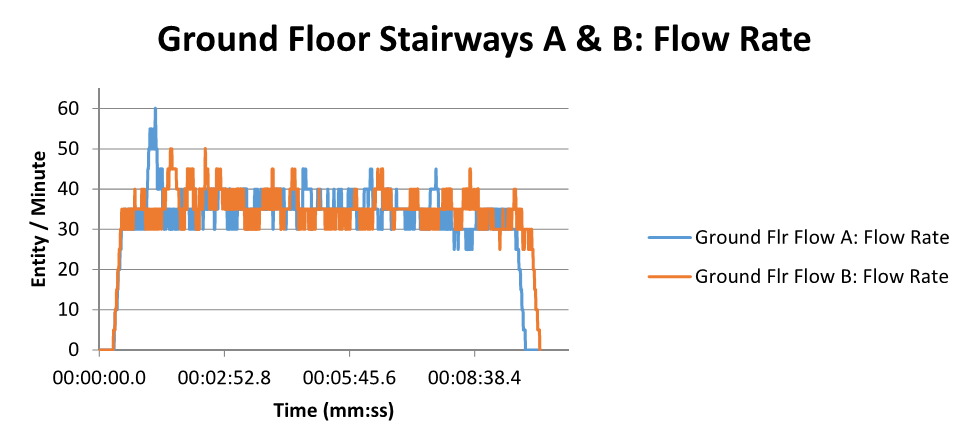 Ground Floor Stairways A & B: Flow Rate
Entity / Minute
60
50
40
30
20
10
0
00:00:00.0 00:02:52.8 00:05:45.6 00:08:38.4
Time (mm:ss)
Ground Flr Flow A: Flow Rate
Ground Flr Flow B: Flow Rate